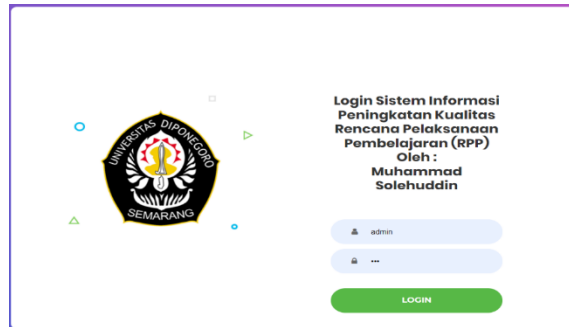 UNIVERSITAS DIPONEGORO
SEMARANG
Login Sistem Informasi
Peningkatan Kualitas
Rencana Pelaksanaan
Pembelajaran (RPP)
Oleh :
Muhammad
Solehuddin
admin
•••
LOGIN